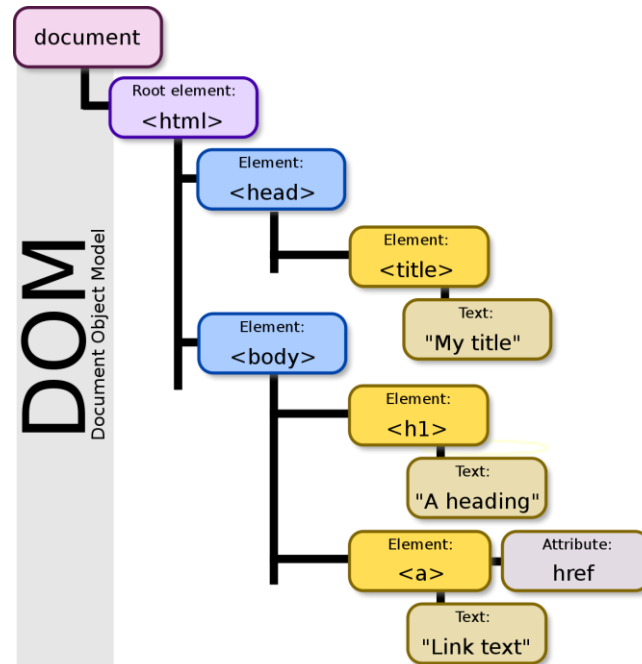 document
Root element:
<html>
Element:
<head>
Element:
<title>
Text:
"My title"
Element:
<body>
Element:
<h1>
Text:
"A heading"
Element:
<a>
Attribute:
href
Text:
"Link text"
DOM
Document Object Model